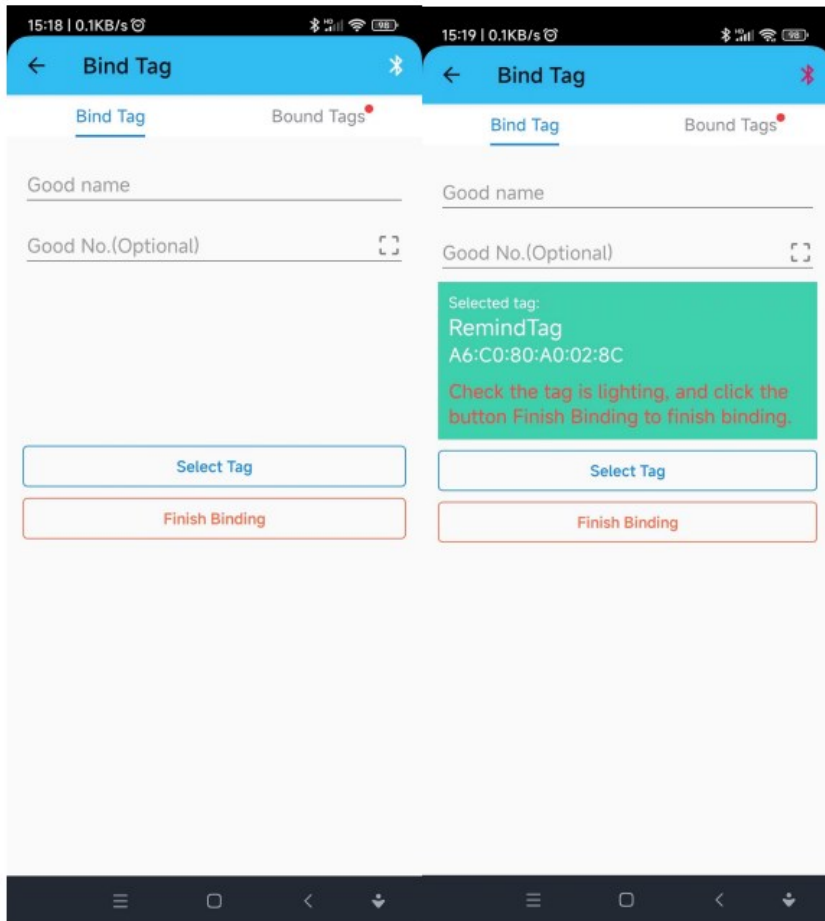 15:18 | 0.1KB/s
98
Bind Tag
Bind Tag
Bound Tags
Good name
Good No.(Optional)
Select Tag
Finish Binding
15:19 | 0.1KB/s
98
Bind Tag
Bind Tag
Bound Tags
Good name
Good No.(Optional)
Selected tag:
RemindTag
A6:C0:80:A0:02:8C
Check the tag is lighting, and click the
button Finish Binding to finish binding.
Select Tag
Finish Binding